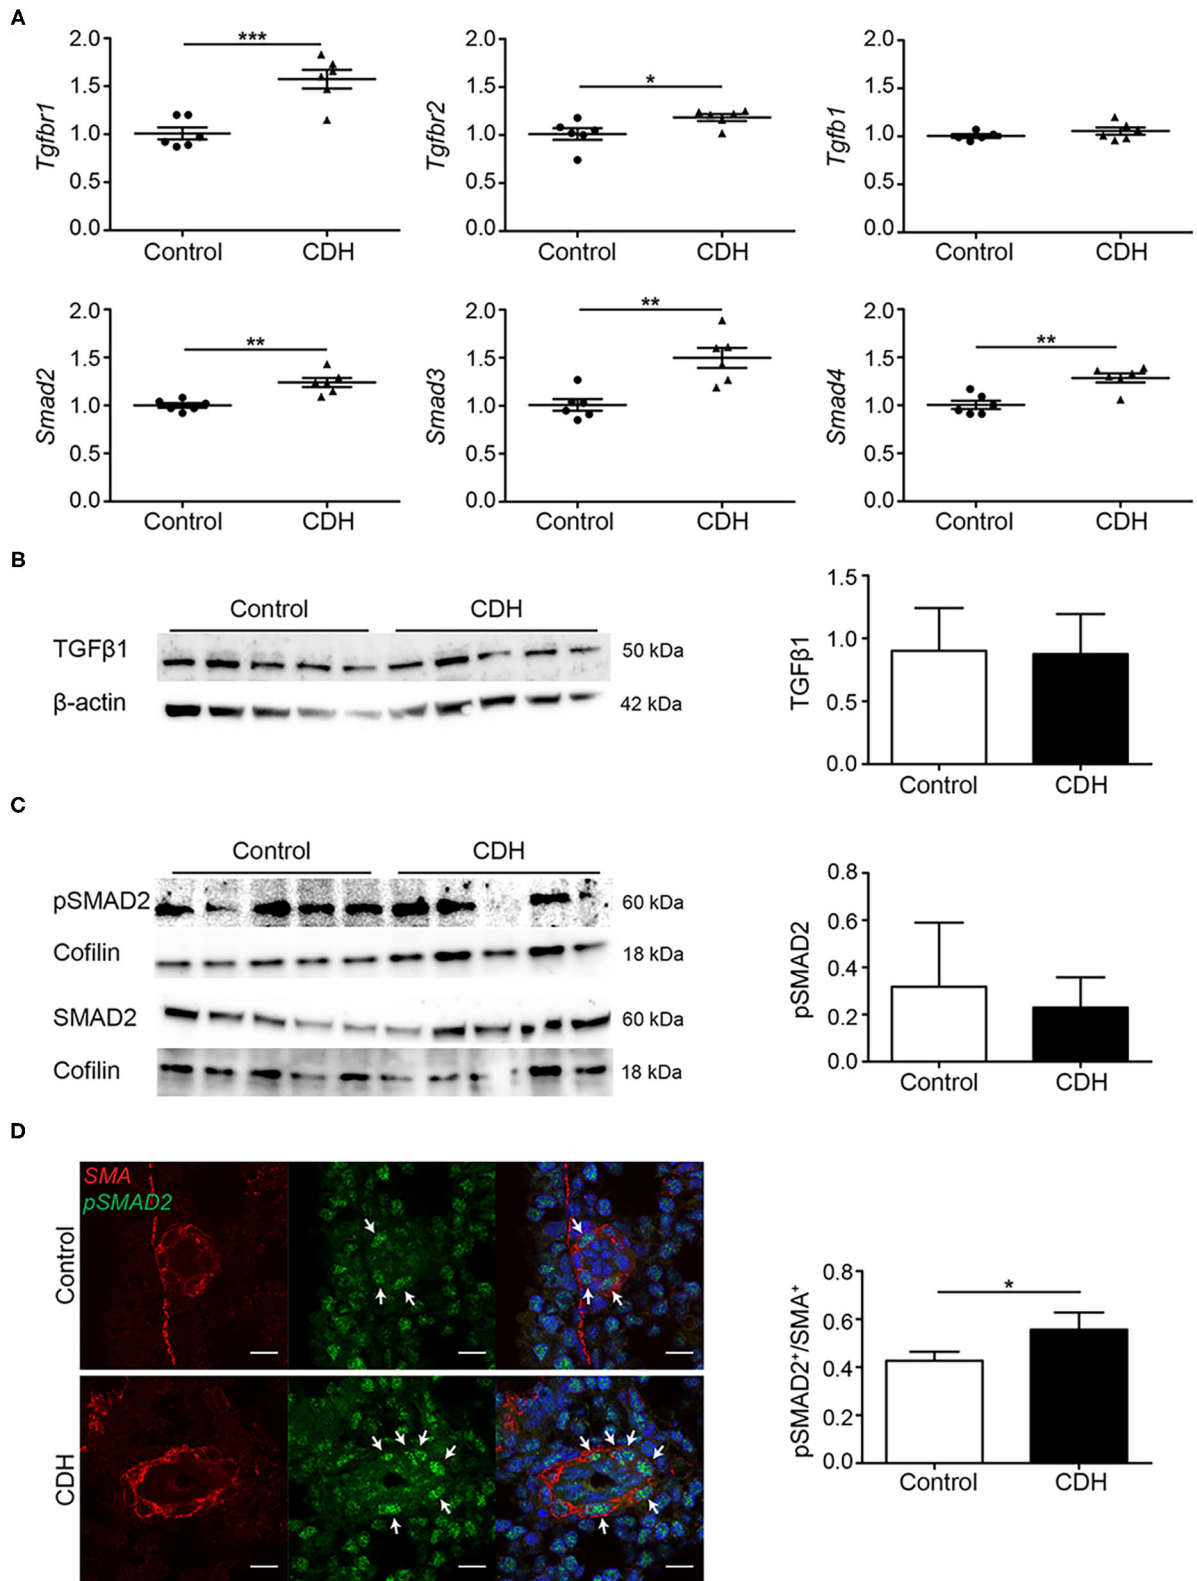 A
Tgfbr1
2.0
1.5
1.0
0.5
0.0
***
Control CDH
Tgfbr2
2.0
1.5
1.0
0.5
0.0
*
Control CDH
Tgfb1
2.0
1.5
1.0
0.5
0.0
Control CDH
Smad2
2.0
1.5
1.0
0.5
0.0
**
Control CDH
Smad3
2.0
1.5
1.0
0.5
0.0
**
Control CDH
Smad4
2.0
1.5
1.0
0.5
0.0
**
Control CDH
B
Control CDH
TGFβ1 50 kDa
β-actin 42 kDa
TGFβ1
1.5
1.0
0.5
0.0
Control CDH
C
Control CDH
pSMAD2 60 kDa
Cofilin 18 kDa
SMAD2 60 kDa
Cofilin 18 kDa
pSMAD2
0.8
0.6
0.4
0.2
0.0
Control CDH
D
SMA
pSMAD2
Control
CDH
pSMAD2+/SMA+
0.8
0.6
0.4
0.2
0.0
*
Control CDH